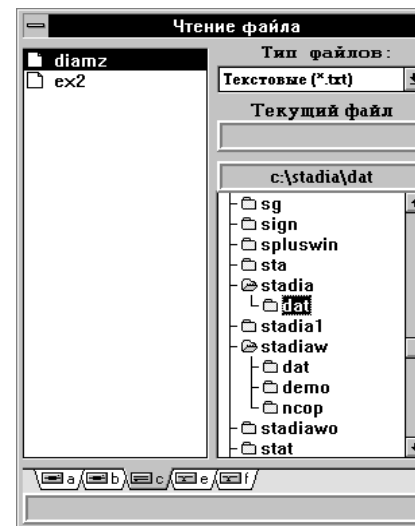 Чтение файла
diamz
ex2
Тип файлов:
Текстовые (*.txt)
Текущий файл
c:\stadia\dat
sg
sign
spluswin
sta
stadia
dat
stadia1
stadiaw
dat
demo
ncop
stadiawo
stat
a b c e f